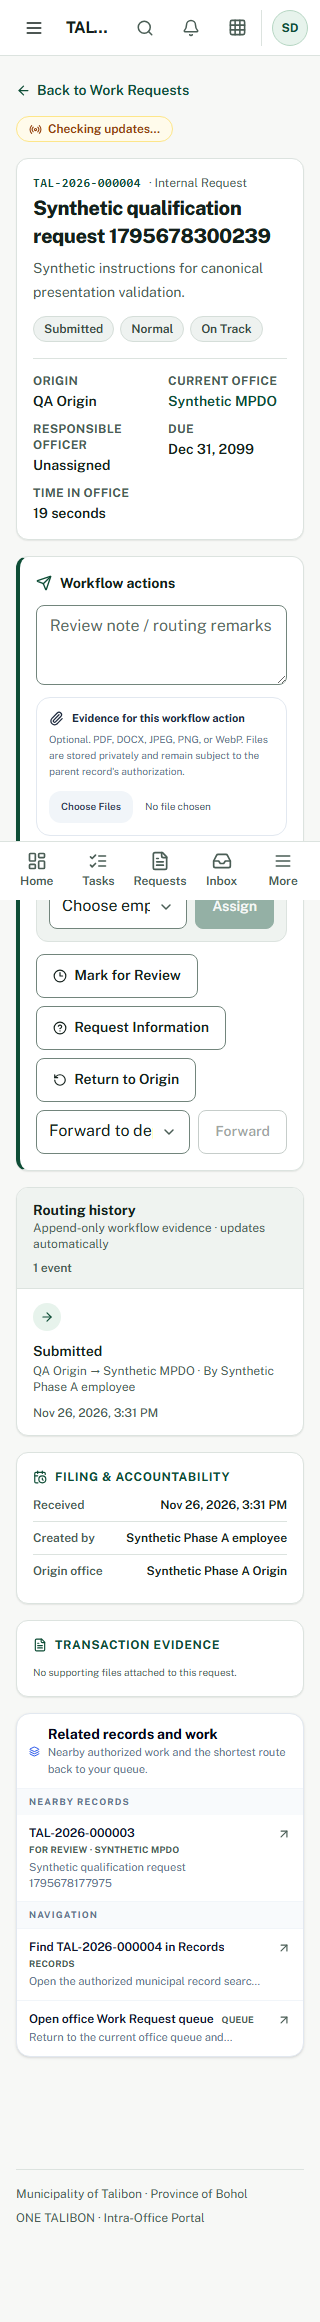 TAL...
SD
Back to Work Requests
Checking updates...
TAL-2026-000004 · Internal Request
Synthetic qualification
request 1795678300239
Synthetic instructions for canonical
presentation validation.
Submitted Normal On Track
ORIGIN
QA Origin
CURRENT OFFICE
Synthetic MPDO
RESPONSIBLE
OFFICER
Unassigned
DUE
Dec 31, 2099
TIME IN OFFICE
19 seconds
Workflow actions
Review note / routing remarks
Evidence for this workflow action
Optional. PDF, DOCX, JPEG, PNG, or WebP. Files
are stored privately and remain subject to the
parent record's authorization.
Choose Files No file chosen
Home Tasks Requests Inbox More
Choose emp Assign
Mark for Review
Request Information
Return to Origin
Forward to de Forward
Routing history
Append-only workflow evidence · updates
automatically
1 event
Submitted
QA Origin → Synthetic MPDO · By Synthetic
Phase A employee
Nov 26, 2026, 3:31 PM
FILING & ACCOUNTABILITY
Received Nov 26, 2026, 3:31 PM
Created by Synthetic Phase A employee
Origin office Synthetic Phase A Origin
TRANSACTION EVIDENCE
No supporting files attached to this request.
Related records and work
Nearby authorized work and the shortest route
back to your queue.
NEARBY RECORDS
TAL-2026-000003
FOR REVIEW · SYNTHETIC MPDO
Synthetic qualification request
1795678177975
NAVIGATION
Find TAL-2026-000004 in Records
RECORDS
Open the authorized municipal record searc...
Open office Work Request queue QUEUE
Return to the current office queue and...
Municipality of Talibon · Province of Bohol
ONE TALIBON · Intra-Office Portal